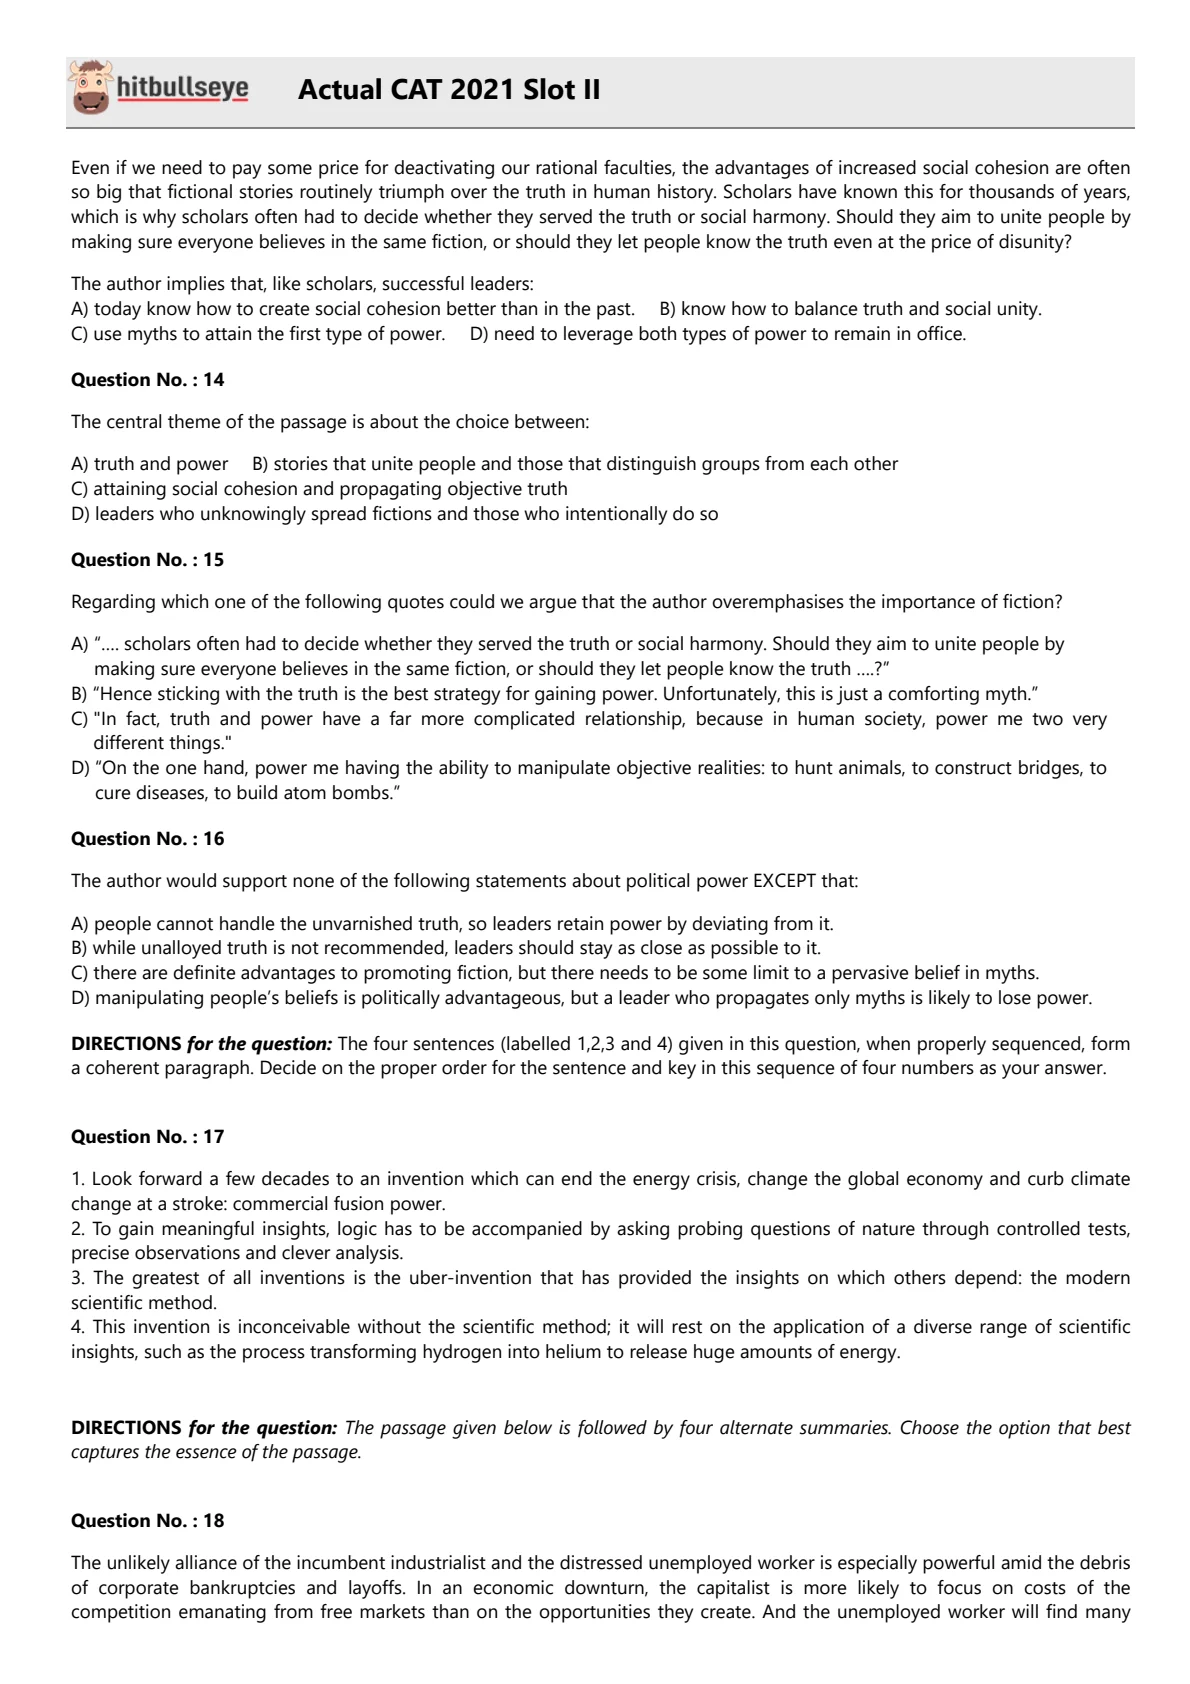 hitbullseye Actual CAT 2021 Slot II
Even if we need to pay some price for deactivating our rational faculties, the advantages of increased social cohesion are often
so big that fictional stories routinely triumph over the truth in human history. Scholars have known this for thousands of years,
which is why scholars often had to decide whether they served the truth or social harmony. Should they aim to unite people by
making sure everyone believes in the same fiction, or should they let people know the truth even at the price of disunity?
The author implies that, like scholars, successful leaders:
A) today know how to create social cohesion better than in the past. B) know how to balance truth and social unity.
C) use myths to attain the first type of power. D) need to leverage both types of power to remain in office.
Question No. : 14
The central theme of the passage is about the choice between:
A) truth and power B) stories that unite people and those that distinguish groups from each other
C) attaining social cohesion and propagating objective truth
D) leaders who unknowingly spread fictions and those who intentionally do so
Question No. : 15
Regarding which one of the following quotes could we argue that the author overemphasises the importance of fiction?
A) “.... scholars often had to decide whether they served the truth or social harmony. Should they aim to unite people by
making sure everyone believes in the same fiction, or should they let people know the truth ....?”
B) “Hence sticking with the truth is the best strategy for gaining power. Unfortunately, this is just a comforting myth.”
C) "In fact, truth and power have a far more complicated relationship, because in human society, power me two very
different things."
D) “On the one hand, power me having the ability to manipulate objective realities: to hunt animals, to construct bridges, to
cure diseases, to build atom bombs.”
Question No. : 16
The author would support none of the following statements about political power EXCEPT that:
A) people cannot handle the unvarnished truth, so leaders retain power by deviating from it.
B) while unalloyed truth is not recommended, leaders should stay as close as possible to it.
C) there are definite advantages to promoting fiction, but there needs to be some limit to a pervasive belief in myths.
D) manipulating people’s beliefs is politically advantageous, but a leader who propagates only myths is likely to lose power.
DIRECTIONS for the question: The four sentences (labelled 1,2,3 and 4) given in this question, when properly sequenced, form
a coherent paragraph. Decide on the proper order for the sentence and key in this sequence of four numbers as your answer.
Question No. : 17
1. Look forward a few decades to an invention which can end the energy crisis, change the global economy and curb climate
change at a stroke: commercial fusion power.
2. To gain meaningful insights, logic has to be accompanied by asking probing questions of nature through controlled tests,
precise observations and clever analysis.
3. The greatest of all inventions is the uber-invention that has provided the insights on which others depend: the modern
scientific method.
4. This invention is inconceivable without the scientific method; it will rest on the application of a diverse range of scientific
insights, such as the process transforming hydrogen into helium to release huge amounts of energy.
DIRECTIONS for the question: The passage given below is followed by four alternate summaries. Choose the option that best
captures the essence of the passage.
Question No. : 18
The unlikely alliance of the incumbent industrialist and the distressed unemployed worker is especially powerful amid the debris
of corporate bankruptcies and layoffs. In an economic downturn, the capitalist is more likely to focus on costs of the
competition emanating from free markets than on the opportunities they create. And the unemployed worker will find many